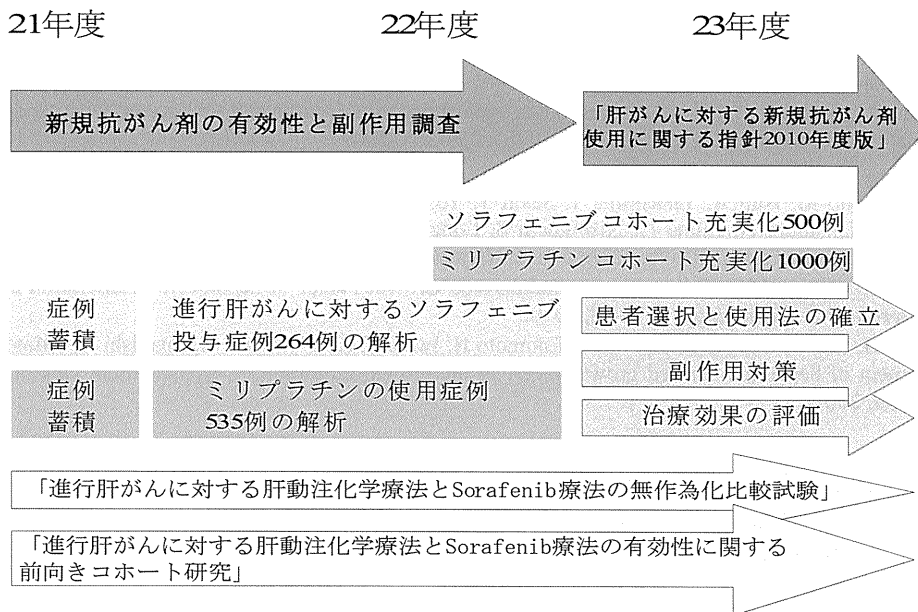 21年度
22年度
23年度
新規抗がん剤の有効性と副作用調査
「肝がんに対する新規抗がん剤
使用に関する指針2010年度版」
ソラフェニブコホート充実化500例
ミリプラチンコホート充実化1000例
症例
蓄積
進行肝がんに対するソラフェニブ
投与症例264例の解析
患者選択と使用法の確立
症例
蓄積
ミリプラチンの使用症例
535例の解析
副作用対策
治療効果の評価
「進行肝がんに対する肝動注化学療法とSorafenib療法の無作為化比較試験」
「進行肝がんに対する肝動注化学療法とSorafenib療法の有効性に関する
前向きコホート研究」